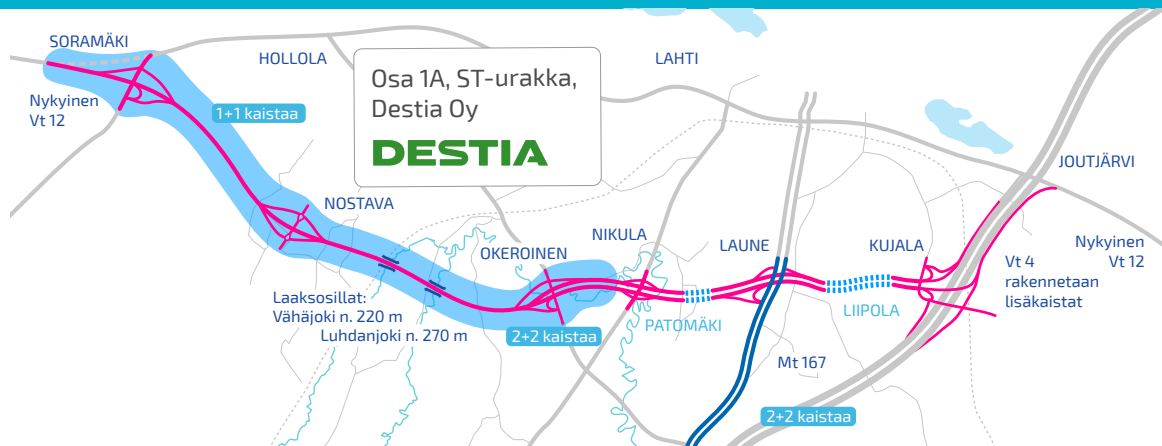 SORAMÄKI
HOLLOLA
LAHTI
Osa 1A, ST-urakka,
Destia Oy
DESTIA
Nykyinen
Vt 12
1+1 kaistaa
JOUTJÄRVI
NOSTAVA
NIKULA
OKEROINEN
LAUNE
KUJALA
Nykyinen
Vt 12
Vt 4
rakennetaan
lisäkaistat
Laaksosillat:
Vähäjoki n. 220 m
Luhdanjoki n. 270 m
2+2 kaistaa
PATOMÄKI
LIIPOLA
Mt 167
2+2 kaistaa